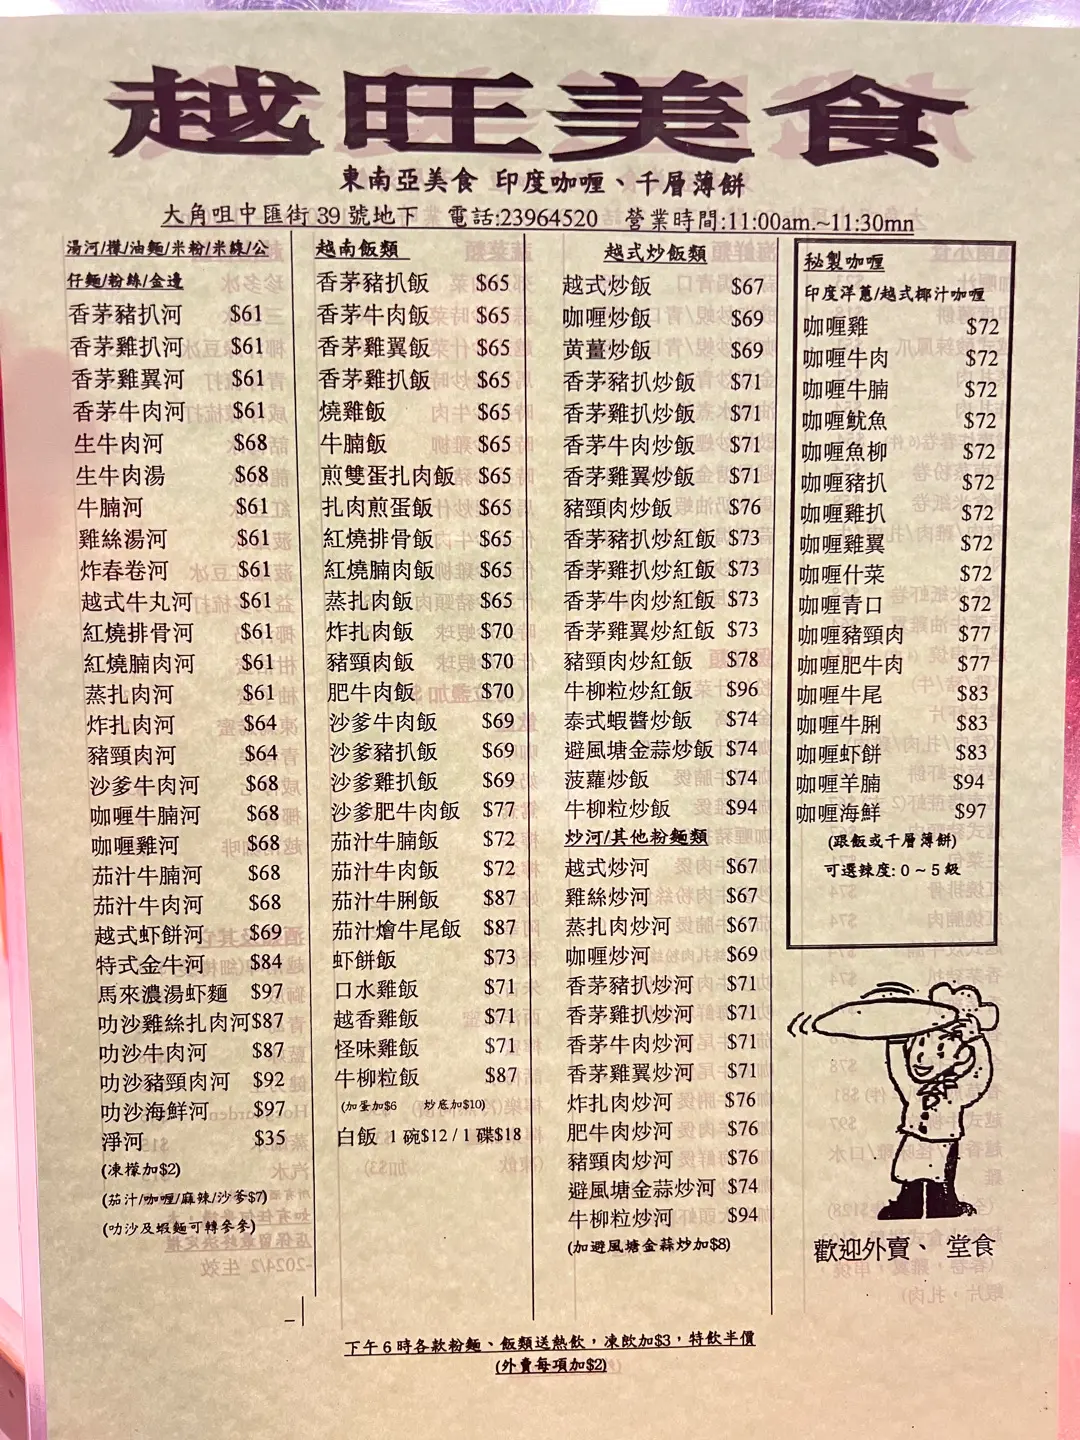 越旺美食
東南亞美食 印度咖喱、千層薄餅
大角咀中匯街39號地下 電話:23964520 營業時間:11:00am.~11:30mn
湯河/檬/油麵/米粉/米線/公
仔麵/粉絲/金邊
香茅豬扒河 $61
香茅雞扒河 $61
香茅雞翼河 $61
香茅牛肉河 $61
生牛肉河 $68
生牛肉湯 $68
牛腩河 $61
雞絲湯河 $61
炸春卷河 $61
越式牛丸河 $61
紅燒排骨河 $61
紅燒腩肉河 $61
蒸扎肉河 $61
炸扎肉河 $64
豬頸肉河 $64
沙爹牛肉河 $68
咖喱牛腩河 $68
咖喱雞河 $68
茄汁牛腩河 $68
茄汁牛肉河 $68
越式虾餅河 $69
特式金牛河 $84
馬來濃湯虾麵 $97
叻沙雞絲扎肉河$87
叻沙牛肉河 $87
叻沙豬頸肉河 $92
叻沙海鮮河 $97
淨河 $35
(凍檬加$2)
(茄汁/咖喱/麻辣/沙爹$7)
(叻沙及蝦麵可轉參參)
越南飯類
香茅豬扒飯 $65
香茅牛肉飯 $65
香茅雞翼飯 $65
香茅雞扒飯 $65
燒雞飯 $65
牛腩飯 $65
煎雙蛋扎肉飯 $65
扎肉煎蛋飯 $65
紅燒排骨飯 $65
紅燒腩肉飯 $65
蒸扎肉飯 $65
炸扎肉飯 $70
豬頸肉飯 $70
肥牛肉飯 $70
沙爹牛肉飯 $69
沙爹豬扒飯 $69
沙爹雞扒飯 $69
沙爹肥牛肉飯 $77
茄汁牛腩飯 $72
茄汁牛肉飯 $72
茄汁牛脷飯 $87
茄汁燴牛尾飯 $87
虾餅飯 $73
口水雞飯 $71
越香雞飯 $71
怪味雞飯 $71
牛柳粒飯 $87
(加蛋加$6 炒底加$10)
白飯 1 碗$12 / 1 碟$18
越式炒飯類
越式炒飯 $67
咖喱炒飯 $69
黄薑炒飯 $69
香茅豬扒炒飯 $71
香茅雞扒炒飯 $71
香茅牛肉炒飯 $71
香茅雞翼炒飯 $71
豬頸肉炒飯 $76
香茅豬扒炒紅飯 $73
香茅雞扒炒紅飯 $73
香茅牛肉炒紅飯 $73
香茅雞翼炒紅飯 $73
豬頸肉炒紅飯 $78
牛柳粒炒紅飯 $96
泰式蝦醬炒飯 $74
避風塘金蒜炒飯 $74
菠蘿炒飯 $74
牛柳粒炒飯 $94
炒河/其他粉麵類
越式炒河 $67
雞絲炒河 $67
蒸扎肉炒河 $67
咖喱炒河 $69
香茅豬扒炒河 $71
香茅雞扒炒河 $71
香茅牛肉炒河 $71
香茅雞翼炒河 $71
炸扎肉炒河 $76
肥牛肉炒河 $76
豬頸肉炒河 $76
避風塘金蒜炒河 $74
牛柳粒炒河 $94
(加避風塘金蒜炒加$8)
秘製咖喱
印度洋蔥/越式椰汁咖喱
咖喱雞 $72
咖喱牛肉 $72
咖喱牛腩 $72
咖喱魷魚 $72
咖喱魚柳 $72
咖喱豬扒 $72
咖喱雞扒 $72
咖喱雞翼 $72
咖喱什菜 $72
咖喱青口 $72
咖喱豬頸肉 $77
咖喱肥牛肉 $77
咖喱牛尾 $83
咖喱牛脷 $83
咖喱虾餅 $83
咖喱羊腩 $94
咖喱海鮮 $97
(跟飯或千層薄餅)
可選辣度: 0 ~ 5 級
歡迎外賣、 堂食
下午6時各款粉麵、飯類送熱飲，凍飲加$3，特飲半價
(外賣每項加$2)